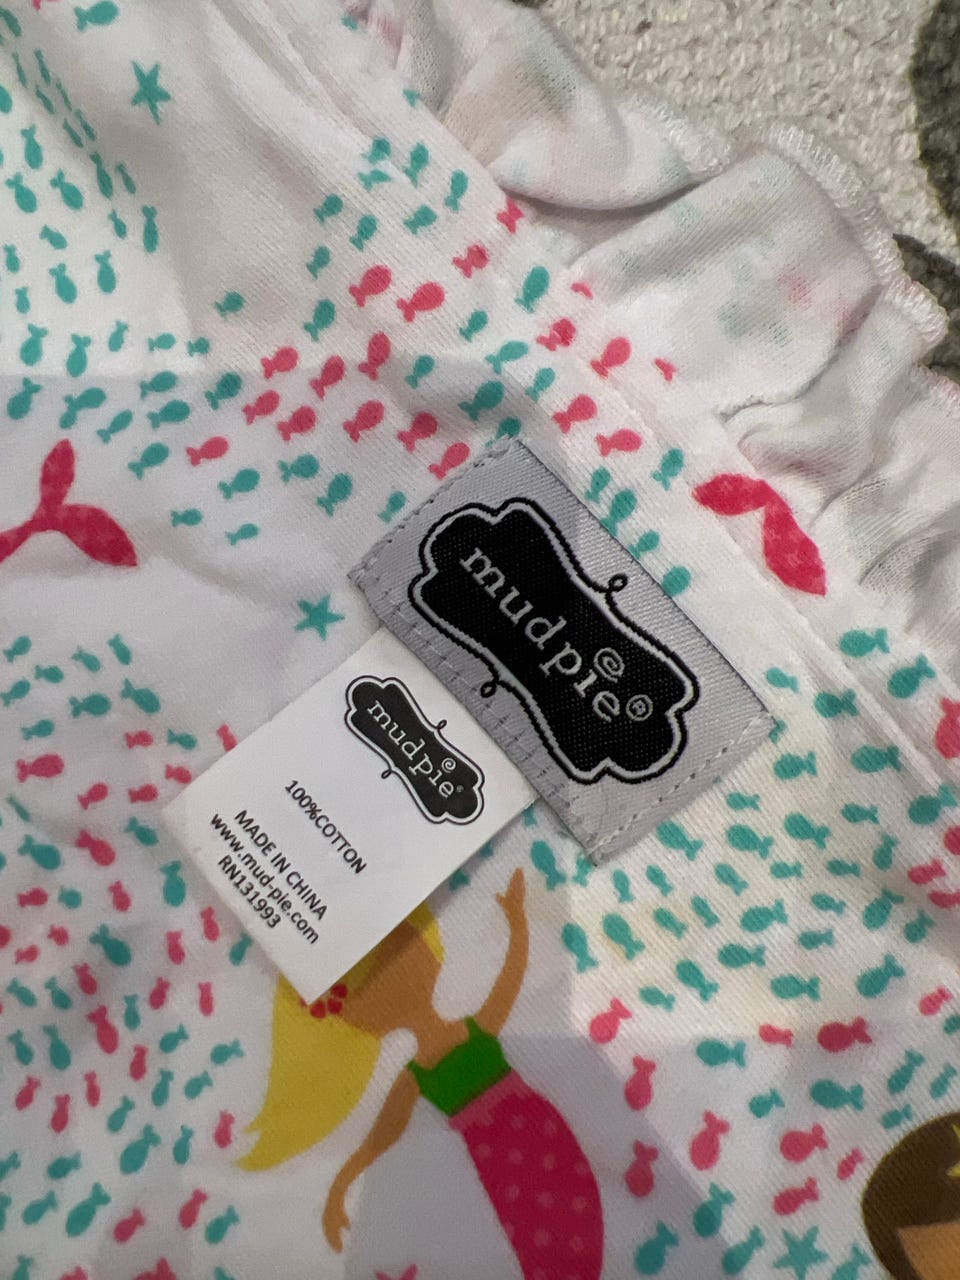 mudpie®
mudpie®
100%COTTON
MADE IN CHINA
www.mud-pie.com
RN131993